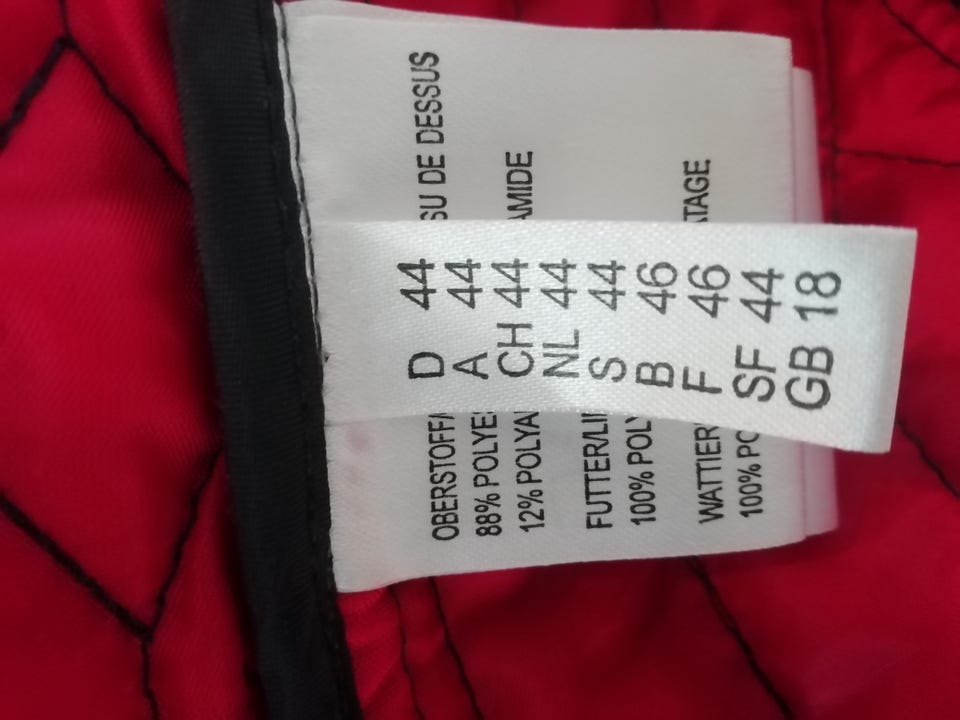 D 44
A 44
CH 44
NL 44
S 44
B 46
F 46
SF 44
GB 18
OBERSTOFF/ SU DE DESSUS
88% POLYE
12% POLYA AMIDE
FUTTER/LI
100% POLY
WATTIER TAGE
100% PO